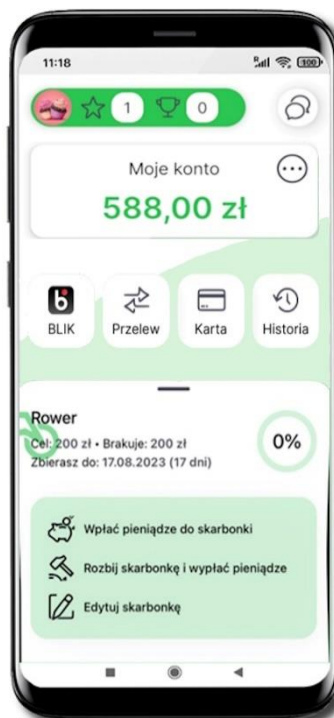 11:18
R
100
1
0
Moje konto
588,00 zł
BLIK
Przelew
Karta
Historia
Rower
Cel: 200 zł • Brakuje: 200 zł
Zbierasz do: 17.08.2023 (17 dni)
0%
Wpłać pieniądze do skarbonki
Rozbij skarbonkę i wypłać pieniądze
Edytuj skarbonkę